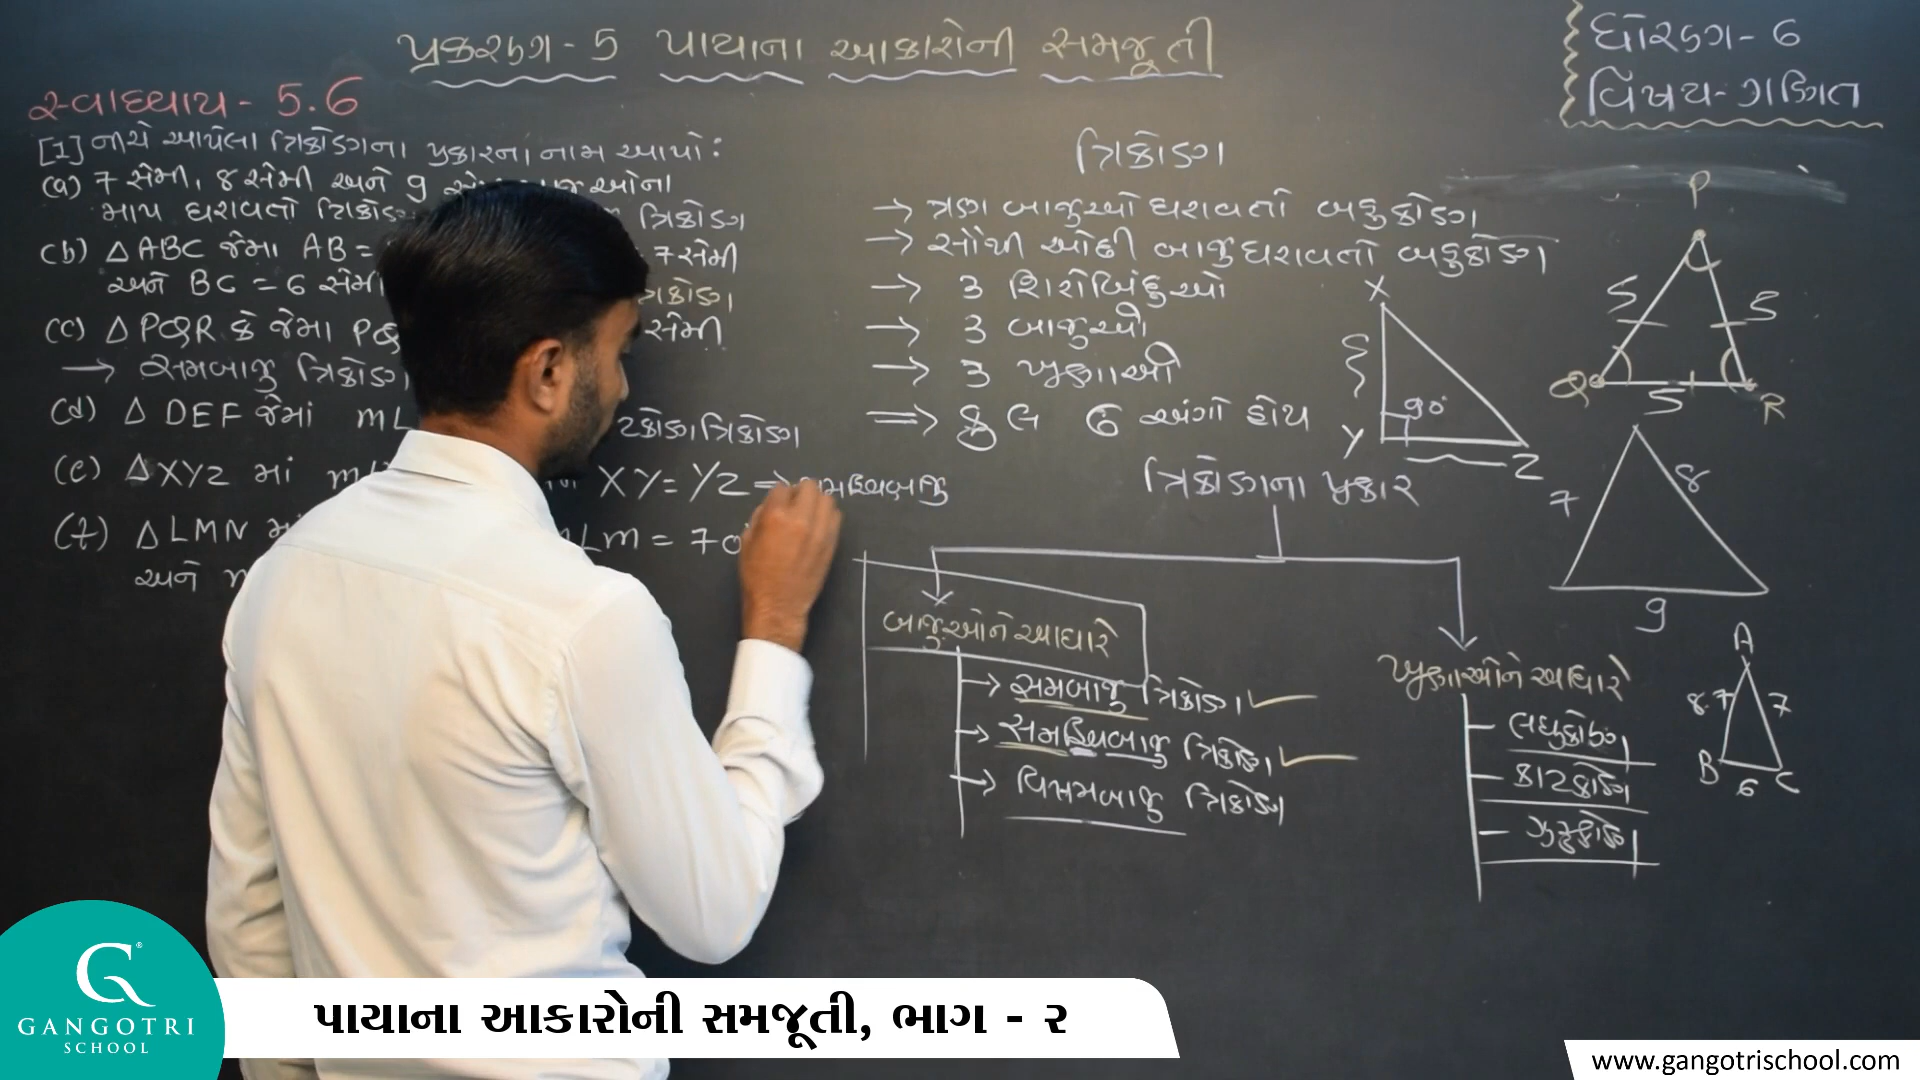 પ્રકરણ - 5 પાયાના આકારોની સમજૂતી
ધોરણ - 6
વિષય - ગણિત
સ્વાધ્યાય - 5.6
[1] નીચે આપેલા ત્રિકોણના પ્રકારના નામ આપો :
(a) 7 સેમી, 8 સેમી અને 9
માપ ધરાવતો ત્રિકોણ ત્રિકોણ
(b) △ ABC જેમાં AB = 7 સેમી
અને BC = 6 સેમી ત્રિકોણ
(c) △ PQR કે જેમાં PQ સેમી
→ સમબાજુ ત્રિકોણ
(d) △ DEF જેમાં m∠ ત્રિકોણ
(e) △XYZ માં XY = YZ ⇒ સમદ્વિબાજુ
(f) △LMN માં m∠M = 70°
અને
ત્રિકોણ
→ ત્રણ બાજુઓ ધરાવતો બહુકોણ
→ સૌથી ઓછી બાજુ ધરાવતો બહુકોણ
→ 3 શિરોબિંદુઓ
→ 3 બાજુઓ
→ 3 ખૂણાઓ
⇒ કુલ 6 અંગો હોય
ત્રિકોણના પ્રકાર
બાજુઓને આધારે
→ સમબાજુ ત્રિકોણ
→ સમદ્વિબાજુ ત્રિકોણ
→ વિષમબાજુ ત્રિકોણ
ખૂણાઓને આધારે
લઘુકોણ
કાટકોણ
ગુરુકોણ
X
90°
Y
Z
P
5
5
Q
5
R
7
8
9
A
7
7
B
6
C
GANGOTRI
SCHOOL
પાયાના આકારોની સમજૂતી, ભાગ - ૨
www.gangotrischool.com